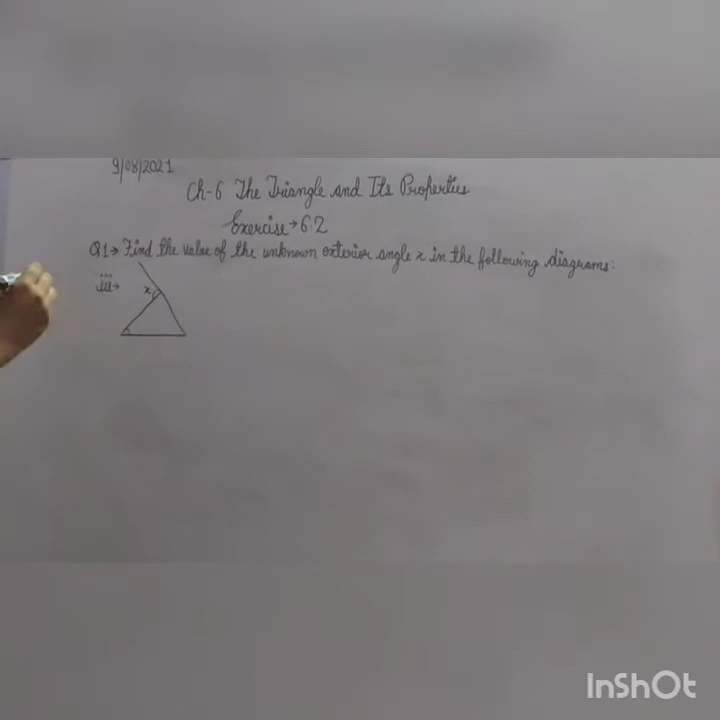 9/08/2021
Ch-6 The Triangle and Its Properties
Exercise→6.2
Q1→ Find the value of the unknown exterior angle x in the following diagrams:
iii→
x
InShOt